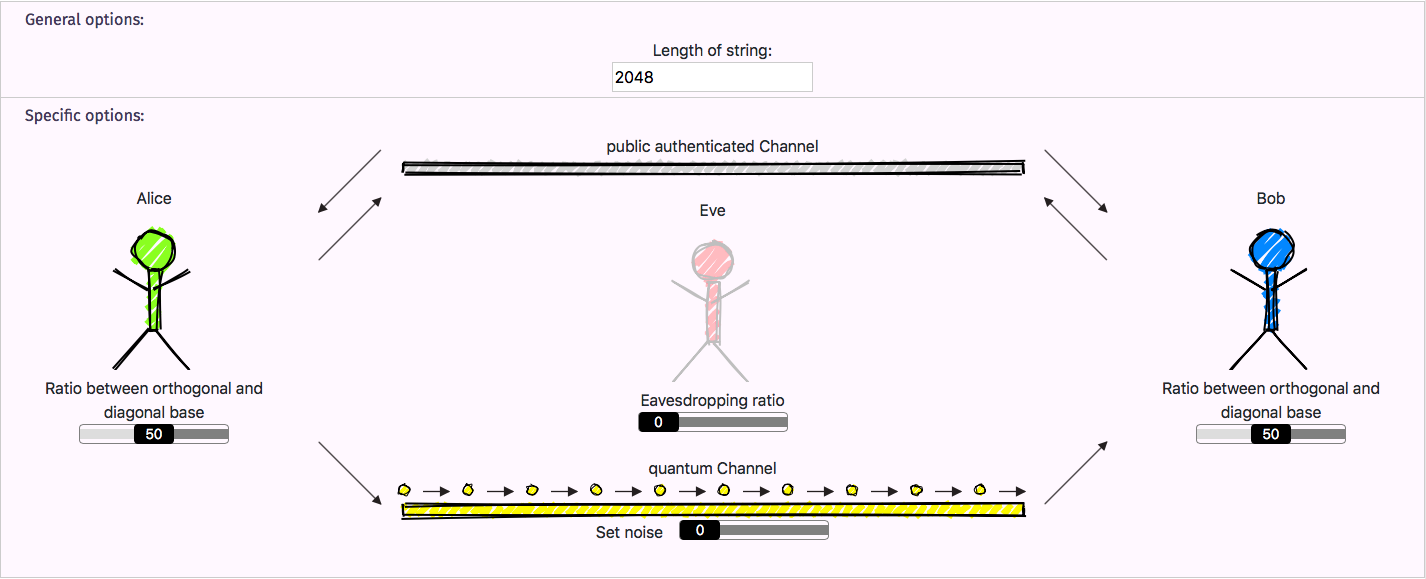 General options:
Length of string:
2048
Specific options:
public authenticated Channel
Alice
Eve
Bob
Ratio between orthogonal and
diagonal base
50
Eavesdropping ratio
0
Ratio between orthogonal and
diagonal base
50
quantum Channel
Set noise 0